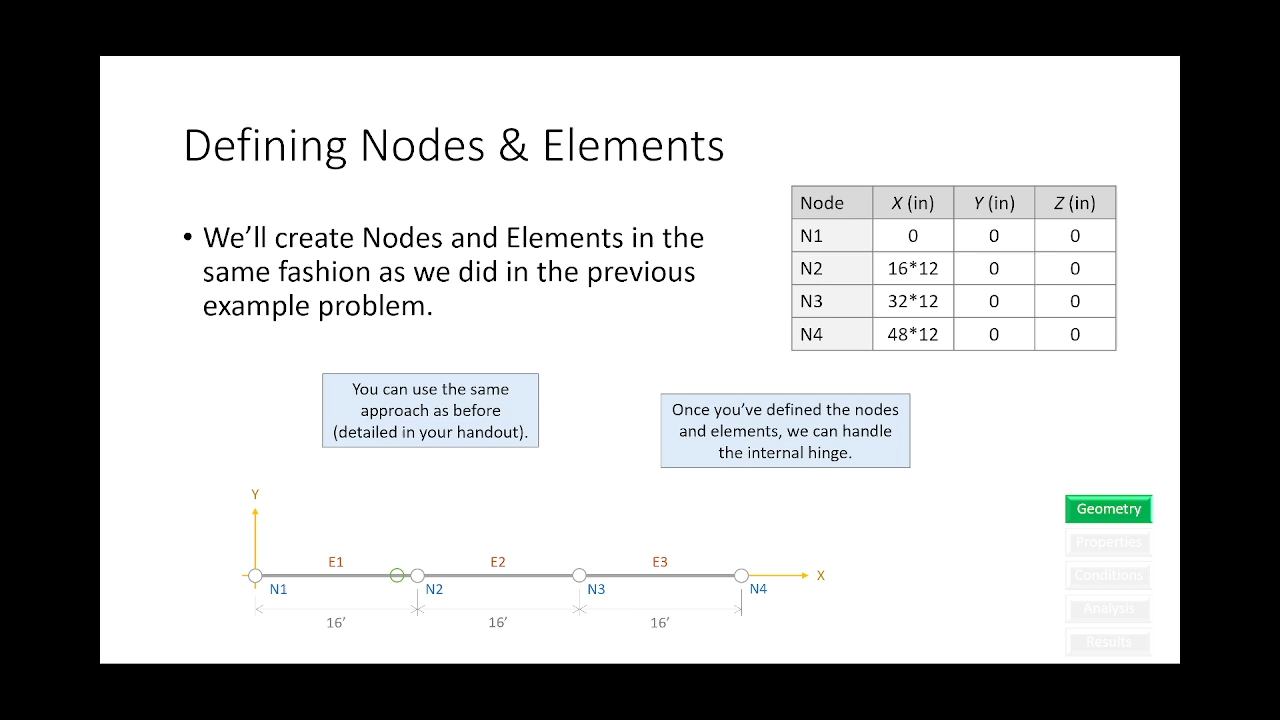 Defining Nodes & Elements
• We’ll create Nodes and Elements in the
same fashion as we did in the previous
example problem.
Node X (in) Y (in) Z (in)
N1 0 0 0
N2 16*12 0 0
N3 32*12 0 0
N4 48*12 0 0
You can use the same
approach as before
(detailed in your handout).
Once you’ve defined the nodes
and elements, we can handle
the internal hinge.
Y
E1 E2 E3
X
N1 N2 N3 N4
16’ 16’ 16’
Geometry
Properties
Conditions
Analysis
Results